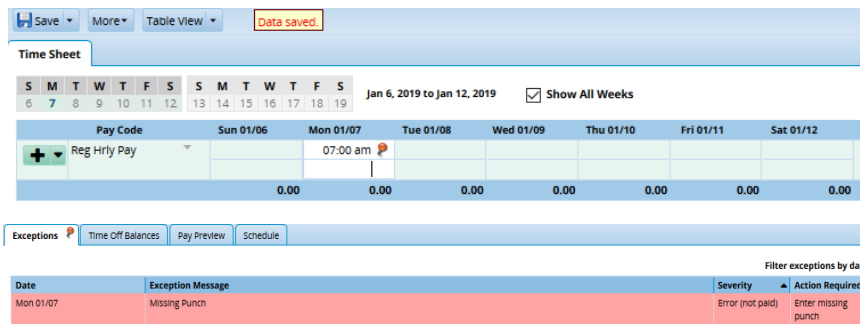 Save More Table View Data saved.
Time Sheet
S M T W T F S S M T W T F S
6 7 8 9 10 11 12 13 14 15 16 17 18 19
Jan 6, 2019 to Jan 12, 2019 Show All Weeks
Pay Code Sun 01/06 Mon 01/07 Tue 01/08 Wed 01/09 Thu 01/10 Fri 01/11 Sat 01/12
Reg Hrly Pay 07:00 am
0.00 0.00 0.00 0.00 0.00 0.00 0.00
Exceptions Time Off Balances Pay Preview Schedule
Filter exceptions by da
Date Exception Message Severity Action Required
Mon 01/07 Missing Punch Error (not paid) Enter missing
punch